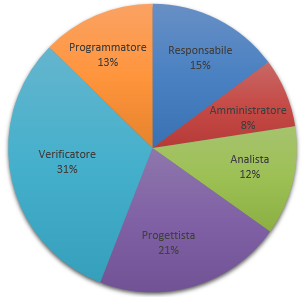 Programmatore
13%
Responsabile
15%
Amministratore
8%
Analista
12%
Progettista
21%
Verificatore
31%